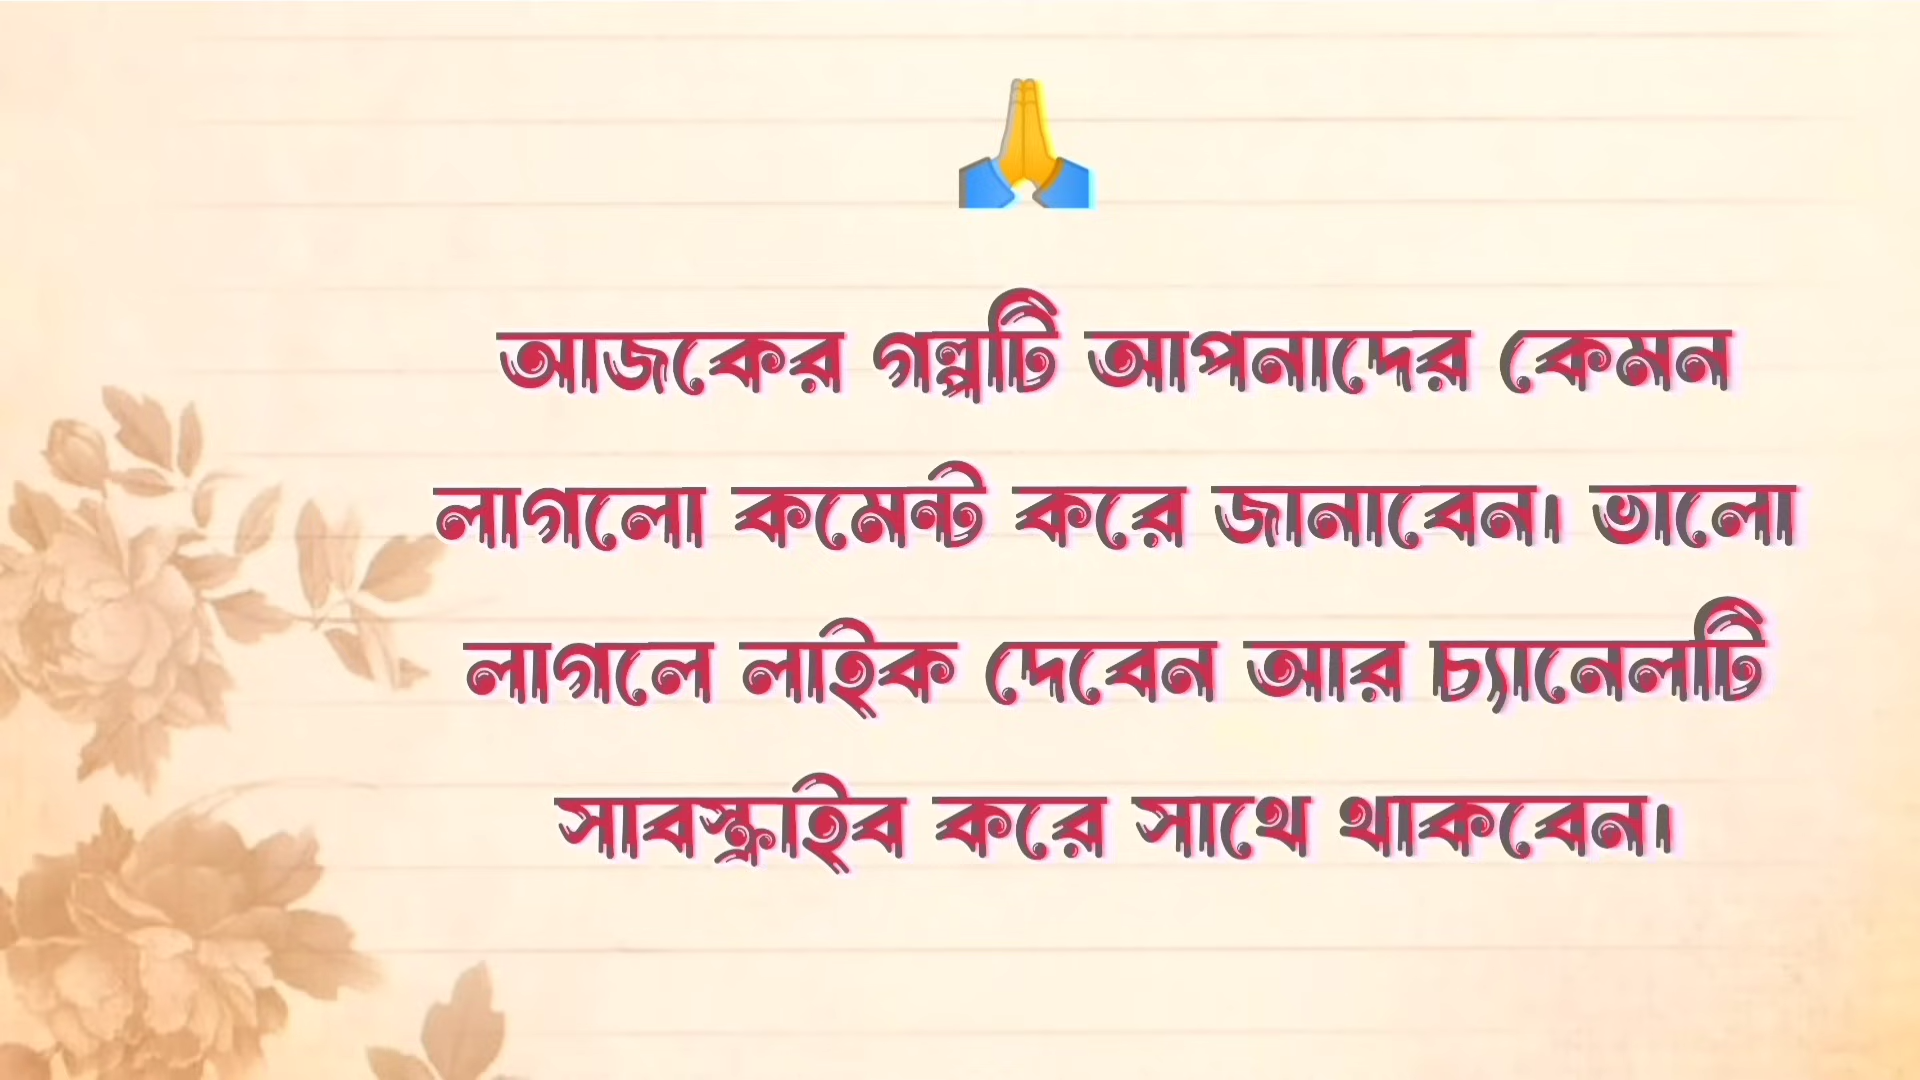 আজকের গল্পটি আপনাদের কেমন
লাগলো কমেন্ট করে জানাবেন। ভালো
লাগলে লাইক দেবেন আর চ্যানেলটি
সাবস্ক্রাইব করে সাথে থাকবেন।